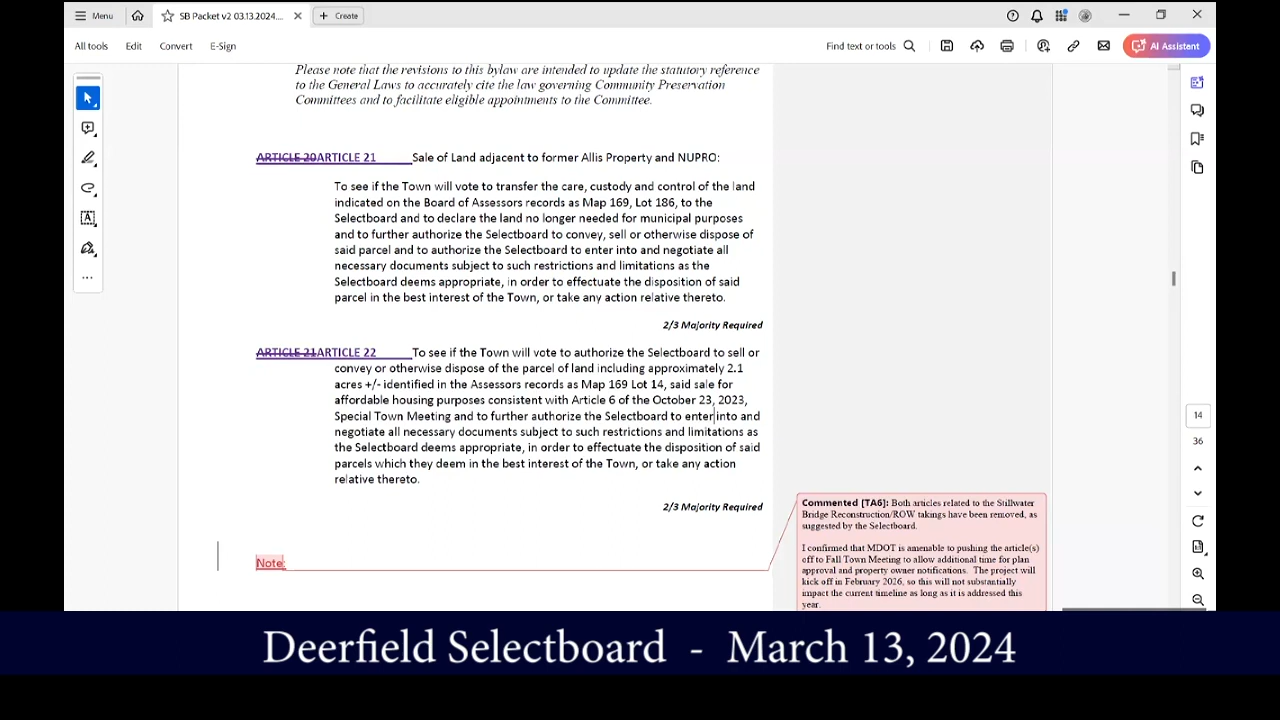 Menu
SB Packet v2 03.13.2024...
Create
All tools
Edit
Convert
E-Sign
Find text or tools
AI Assistant
Please note that the revisions to this bylaw are intended to update the statutory reference
to the General Laws to accurately cite the law governing Community Preservation
Committees and to facilitate eligible appointments to the Committee.
ARTICLE 20ARTICLE 21 Sale of Land adjacent to former Allis Property and NUPRO:
To see if the Town will vote to transfer the care, custody and control of the land
indicated on the Board of Assessors records as Map 169, Lot 186, to the
Selectboard and to declare the land no longer needed for municipal purposes
and to further authorize the Selectboard to convey, sell or otherwise dispose of
said parcel and to authorize the Selectboard to enter into and negotiate all
necessary documents subject to such restrictions and limitations as the
Selectboard deems appropriate, in order to effectuate the disposition of said
parcel in the best interest of the Town, or take any action relative thereto.
2/3 Majority Required
ARTICLE 21ARTICLE 22 To see if the Town will vote to authorize the Selectboard to sell or
convey or otherwise dispose of the parcel of land including approximately 2.1
acres +/- identified in the Assessors records as Map 169 Lot 14, said sale for
affordable housing purposes consistent with Article 6 of the October 23, 2023,
Special Town Meeting and to further authorize the Selectboard to enter into and
negotiate all necessary documents subject to such restrictions and limitations as
the Selectboard deems appropriate, in order to effectuate the disposition of said
parcels which they deem in the best interest of the Town, or take any action
relative thereto.
2/3 Majority Required
Note:
Commented [TA6]: Both articles related to the Stillwater
Bridge Reconstruction/ROW takings have been removed, as
suggested by the Selectboard.
I confirmed that MDOT is amenable to pushing the article(s)
off to Fall Town Meeting to allow additional time for plan
approval and property owner notifications. The project will
kick off in February 2026, so this will not substantially
impact the current timeline as long as it is addressed this
year.
14
36
Deerfield Selectboard - March 13, 2024